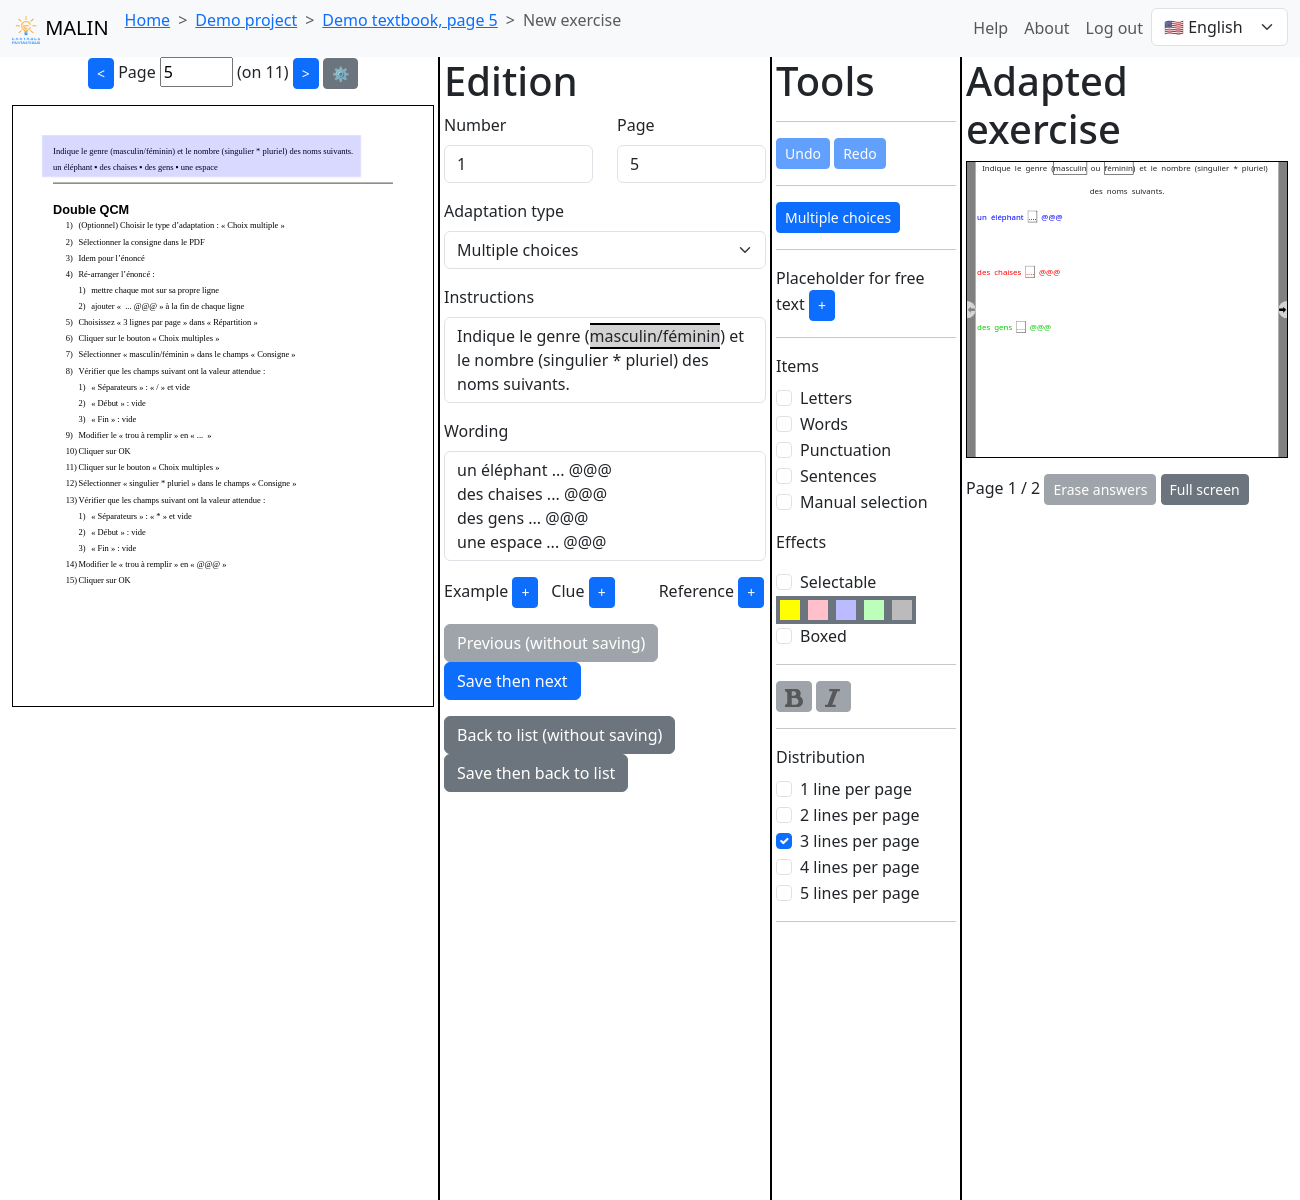 MALIN
Home > Demo project > Demo textbook, page 5 > New exercise
Help About Log out 🇺🇸 English
< Page 5 (on 11) > ⚙️
Indique le genre (masculin/féminin) et le nombre (singulier * pluriel) des noms suivants.
un éléphant • des chaises • des gens • une espace
Double QCM
1) (Optionnel) Choisir le type d’adaptation : « Choix multiple »
2) Sélectionner la consigne dans le PDF
3) Idem pour l’énoncé
4) Ré-arranger l’énoncé :
1) mettre chaque mot sur sa propre ligne
2) ajouter « ... @@@ » à la fin de chaque ligne
5) Choisissez « 3 lignes par page » dans « Répartition »
6) Cliquer sur le bouton « Choix multiples »
7) Sélectionner « masculin/féminin » dans le champs « Consigne »
8) Vérifier que les champs suivant ont la valeur attendue :
1) « Séparateurs » : « / » et vide
2) « Début » : vide
3) « Fin » : vide
9) Modifier le « trou à remplir » en « ... »
10) Cliquer sur OK
11) Cliquer sur le bouton « Choix multiples »
12) Sélectionner « singulier * pluriel » dans le champs « Consigne »
13) Vérifier que les champs suivant ont la valeur attendue :
1) « Séparateurs » : « * » et vide
2) « Début » : vide
3) « Fin » : vide
14) Modifier le « trou à remplir » en « @@@ »
15) Cliquer sur OK
Edition
Number Page
1 5
Adaptation type
Multiple choices
Instructions
Indique le genre (masculin/féminin) et
le nombre (singulier * pluriel) des
noms suivants.
Wording
un éléphant ... @@@
des chaises ... @@@
des gens ... @@@
une espace ... @@@
Example + Clue + Reference +
Previous (without saving)
Save then next
Back to list (without saving)
Save then back to list
Tools
Undo Redo
Multiple choices
Placeholder for free
text +
Items
Letters
Words
Punctuation
Sentences
Manual selection
Effects
Selectable
Boxed
B I
Distribution
1 line per page
2 lines per page
3 lines per page
4 lines per page
5 lines per page
Adapted
exercise
Indique le genre (masculin ou féminin) et le nombre (singulier * pluriel)
des noms suivants.
un éléphant .... @@@
des chaises .... @@@
des gens .... @@@
Page 1 / 2 Erase answers Full screen